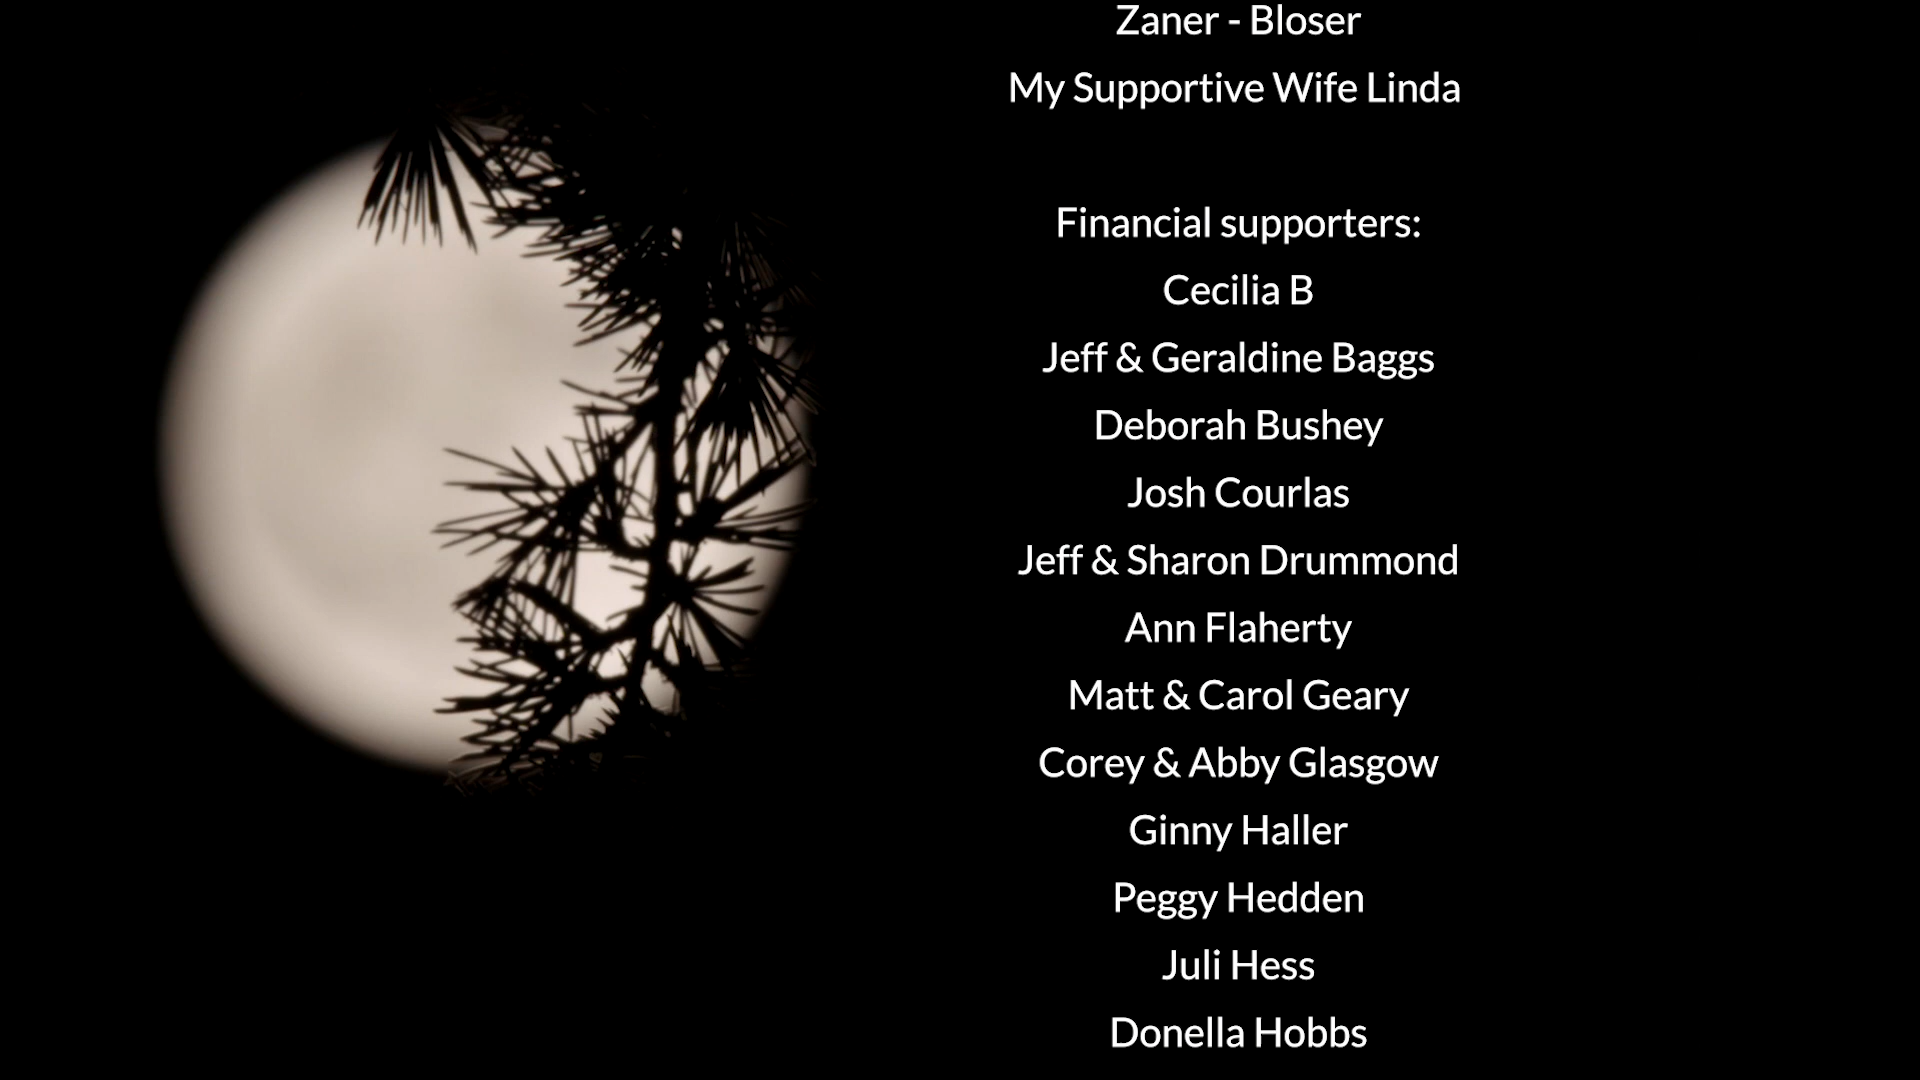 Zaner - Bloser
My Supportive Wife Linda
Financial supporters:
Cecilia B
Jeff & Geraldine Baggs
Deborah Bushey
Josh Courlas
Jeff & Sharon Drummond
Ann Flaherty
Matt & Carol Geary
Corey & Abby Glasgow
Ginny Haller
Peggy Hedden
Juli Hess
Donella Hobbs